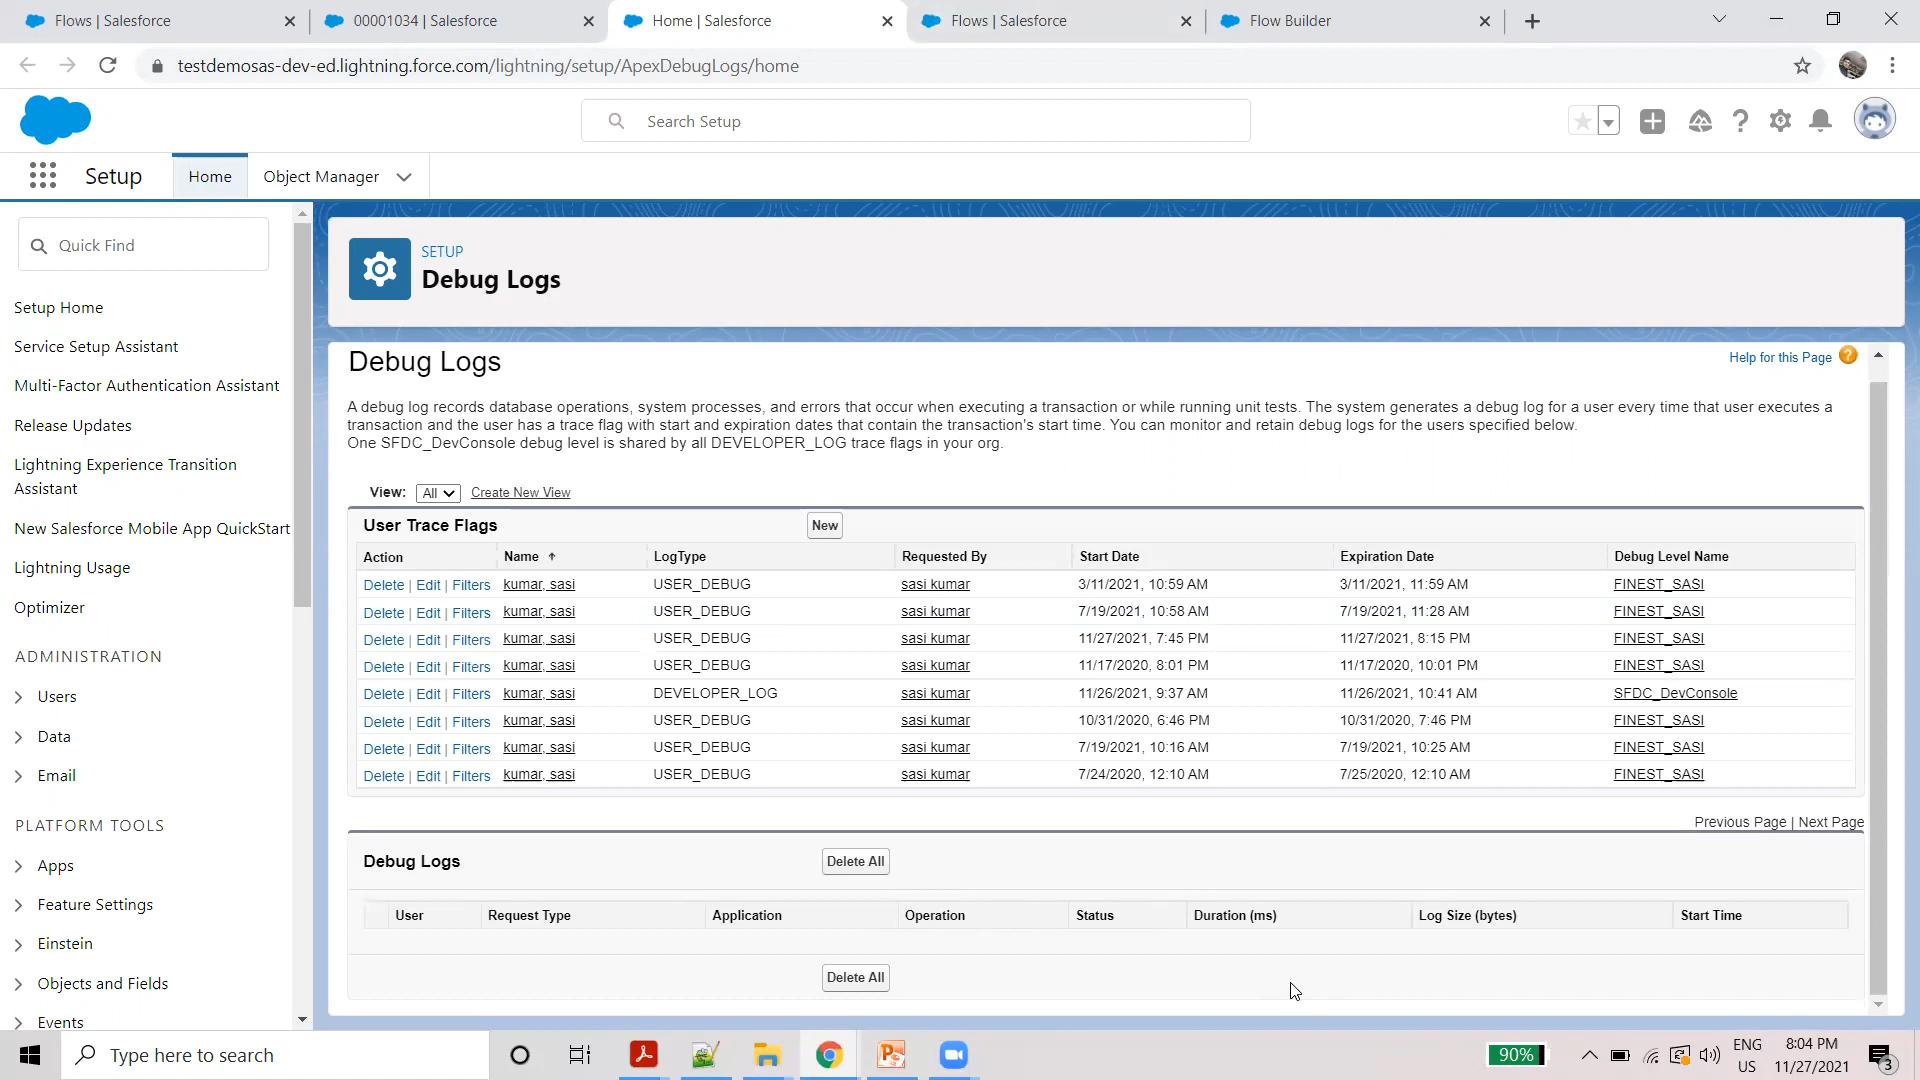 Flows | Salesforce
00001034 | Salesforce
Home | Salesforce
Flows | Salesforce
Flow Builder
testdemosas-dev-ed.lightning.force.com/lightning/setup/ApexDebugLogs/home
Search Setup
Setup
Home
Object Manager
Quick Find
Setup Home
Service Setup Assistant
Multi-Factor Authentication Assistant
Release Updates
Lightning Experience Transition
Assistant
New Salesforce Mobile App QuickStart
Lightning Usage
Optimizer
ADMINISTRATION
Users
Data
Email
PLATFORM TOOLS
Apps
Feature Settings
Einstein
Objects and Fields
Events
SETUP
Debug Logs
Debug Logs
Help for this Page ?
A debug log records database operations, system processes, and errors that occur when executing a transaction or while running unit tests. The system generates a debug log for a user every time that user executes a
transaction and the user has a trace flag with start and expiration dates that contain the transaction's start time. You can monitor and retain debug logs for the users specified below.
One SFDC_DevConsole debug level is shared by all DEVELOPER_LOG trace flags in your org.
View: All Create New View
User Trace Flags New
Action Name LogType Requested By Start Date Expiration Date Debug Level Name
Delete | Edit | Filters kumar, sasi USER_DEBUG sasi kumar 3/11/2021, 10:59 AM 3/11/2021, 11:59 AM FINEST_SASI
Delete | Edit | Filters kumar, sasi USER_DEBUG sasi kumar 7/19/2021, 10:58 AM 7/19/2021, 11:28 AM FINEST_SASI
Delete | Edit | Filters kumar, sasi USER_DEBUG sasi kumar 11/27/2021, 7:45 PM 11/27/2021, 8:15 PM FINEST_SASI
Delete | Edit | Filters kumar, sasi USER_DEBUG sasi kumar 11/17/2020, 8:01 PM 11/17/2020, 10:01 PM FINEST_SASI
Delete | Edit | Filters kumar, sasi DEVELOPER_LOG sasi kumar 11/26/2021, 9:37 AM 11/26/2021, 10:41 AM SFDC_DevConsole
Delete | Edit | Filters kumar, sasi USER_DEBUG sasi kumar 10/31/2020, 6:46 PM 10/31/2020, 7:46 PM FINEST_SASI
Delete | Edit | Filters kumar, sasi USER_DEBUG sasi kumar 7/19/2021, 10:16 AM 7/19/2021, 10:25 AM FINEST_SASI
Delete | Edit | Filters kumar, sasi USER_DEBUG sasi kumar 7/24/2020, 12:10 AM 7/25/2020, 12:10 AM FINEST_SASI
Previous Page | Next Page
Debug Logs Delete All
User Request Type Application Operation Status Duration (ms) Log Size (bytes) Start Time
Delete All
Type here to search
90%
ENG
US
8:04 PM
11/27/2021
3